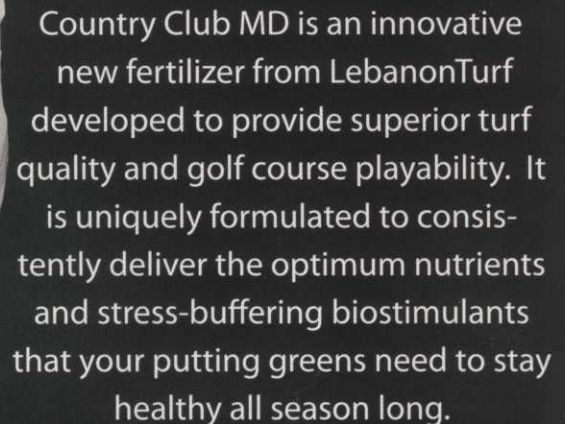 Country Club MD is an innovative
new fertilizer from LebanonTurf
developed to provide superior turf
quality and golf course playability. It
is uniquely formulated to consis-
tently deliver the optimum nutrients
and stress-buffering biostimulants
that your putting greens need to stay
healthy all season long.